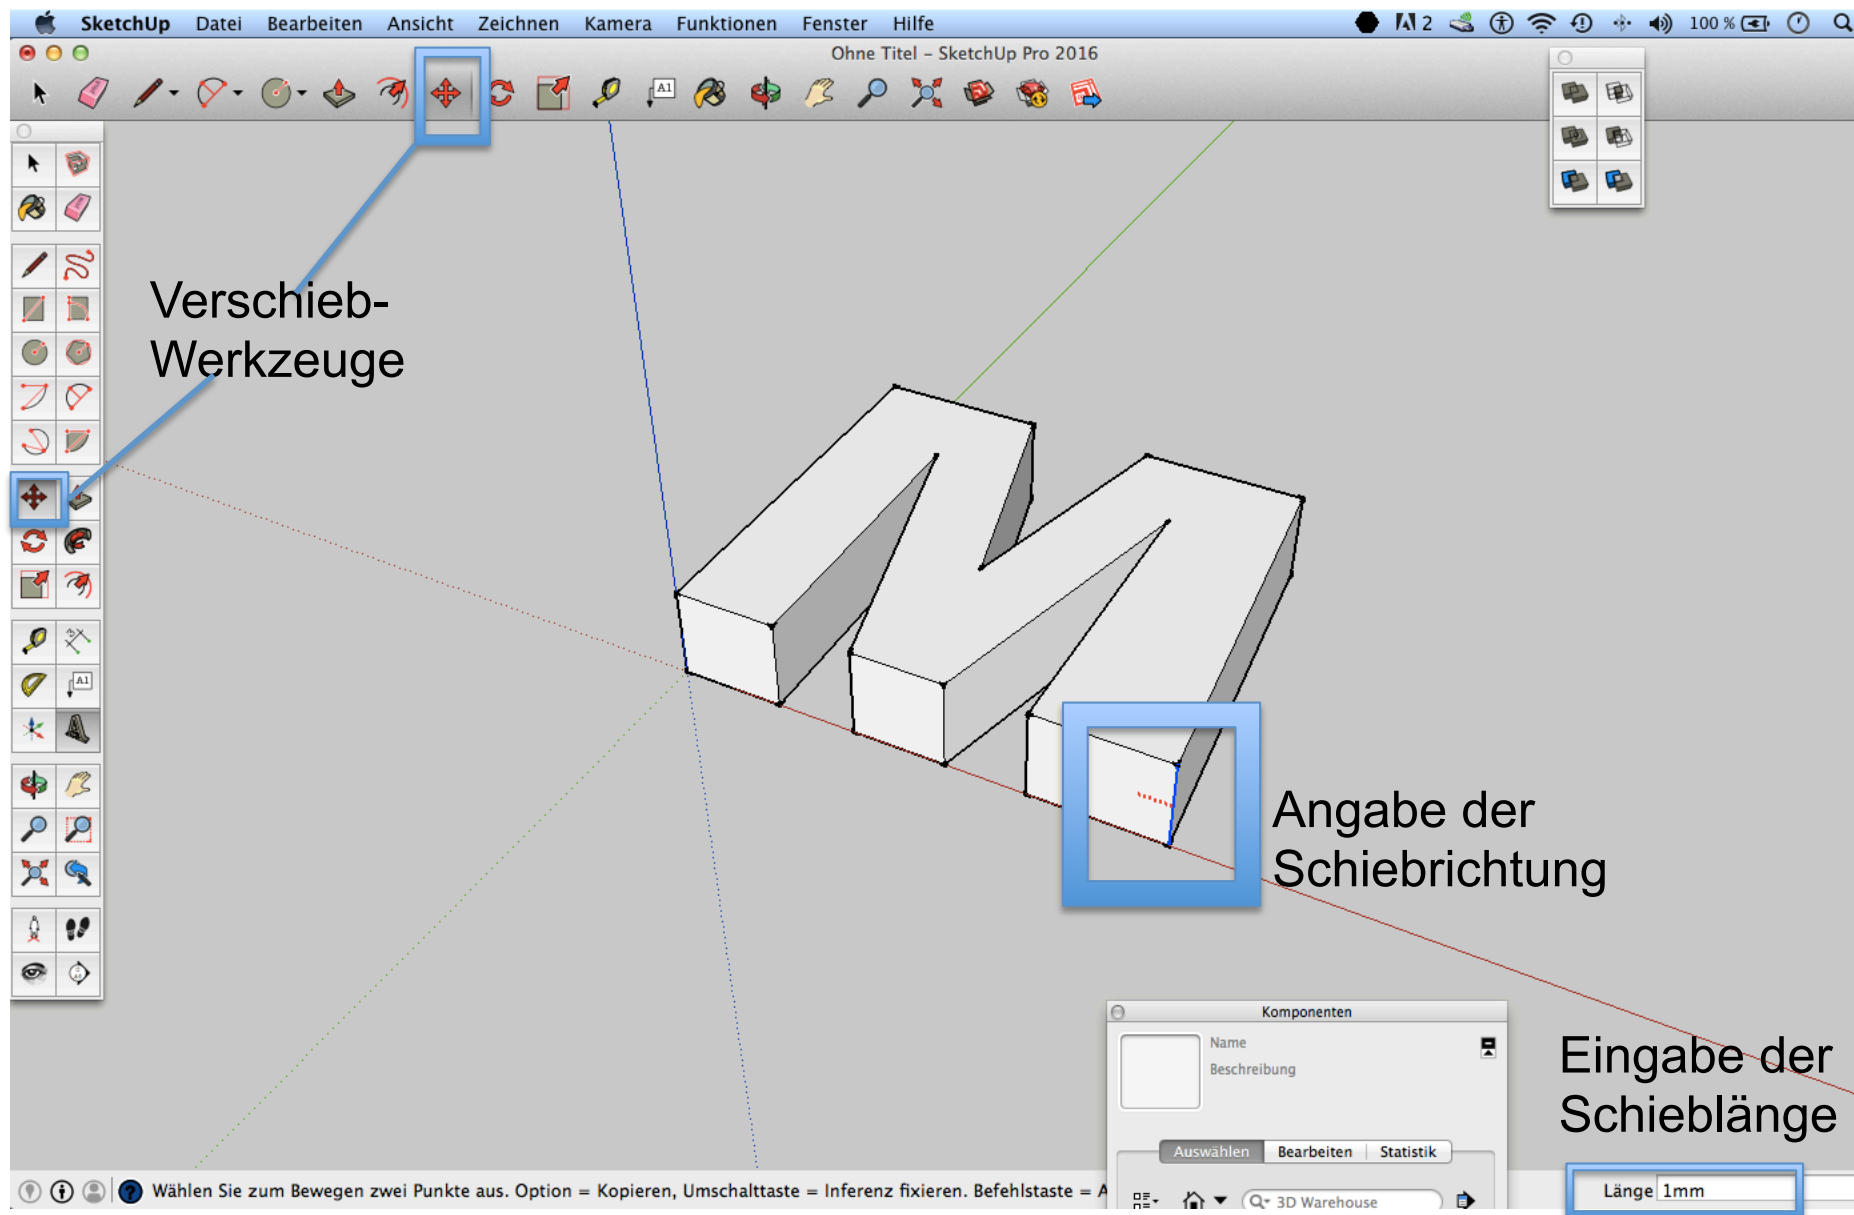 SketchUp Datei Bearbeiten Ansicht Zeichnen Kamera Funktionen Fenster Hilfe 2 100 %
Ohne Titel – SketchUp Pro 2016
A1
Verschieb-
Werkzeuge
A1
Angabe der
Schiebrichtung
Komponenten
Name
Beschreibung
Eingabe der
Schieblänge
Auswählen Bearbeiten Statistik
Wählen Sie zum Bewegen zwei Punkte aus. Option = Kopieren, Umschalttaste = Inferenz fixieren. Befehlstaste = A
3D Warehouse
Länge 1mm